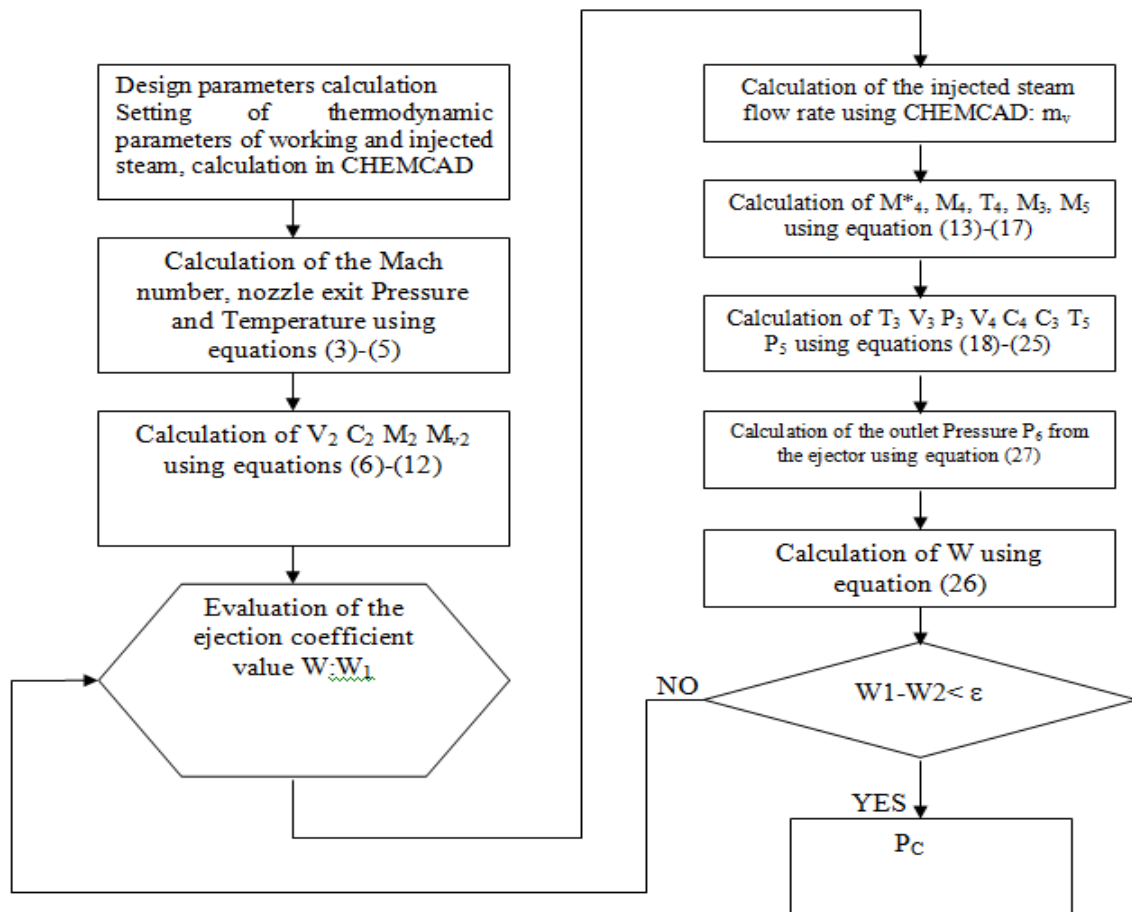 Design parameters calculation
Setting of thermodynamic
parameters of working and injected
steam, calculation in CHEMCAD
Calculation of the Mach
number, nozzle exit Pressure
and Temperature using
equations (3)-(5)
Calculation of V₂ C₂ M₂ Mᵥ₂
using equations (6)-(12)
Evaluation of the
ejection coefficient
value W:W₁
Calculation of the injected steam
flow rate using CHEMCAD: mᵥ
Calculation of M*₄, M₄, T₄, M₃, M₅
using equation (13)-(17)
Calculation of T₃ V₃ P₃ V₄ C₄ C₃ T₅
P₅ using equations (18)-(25)
Calculation of the outlet Pressure P₆ from
the ejector using equation (27)
Calculation of W using
equation (26)
W1-W2< ε
NO
YES
P_C